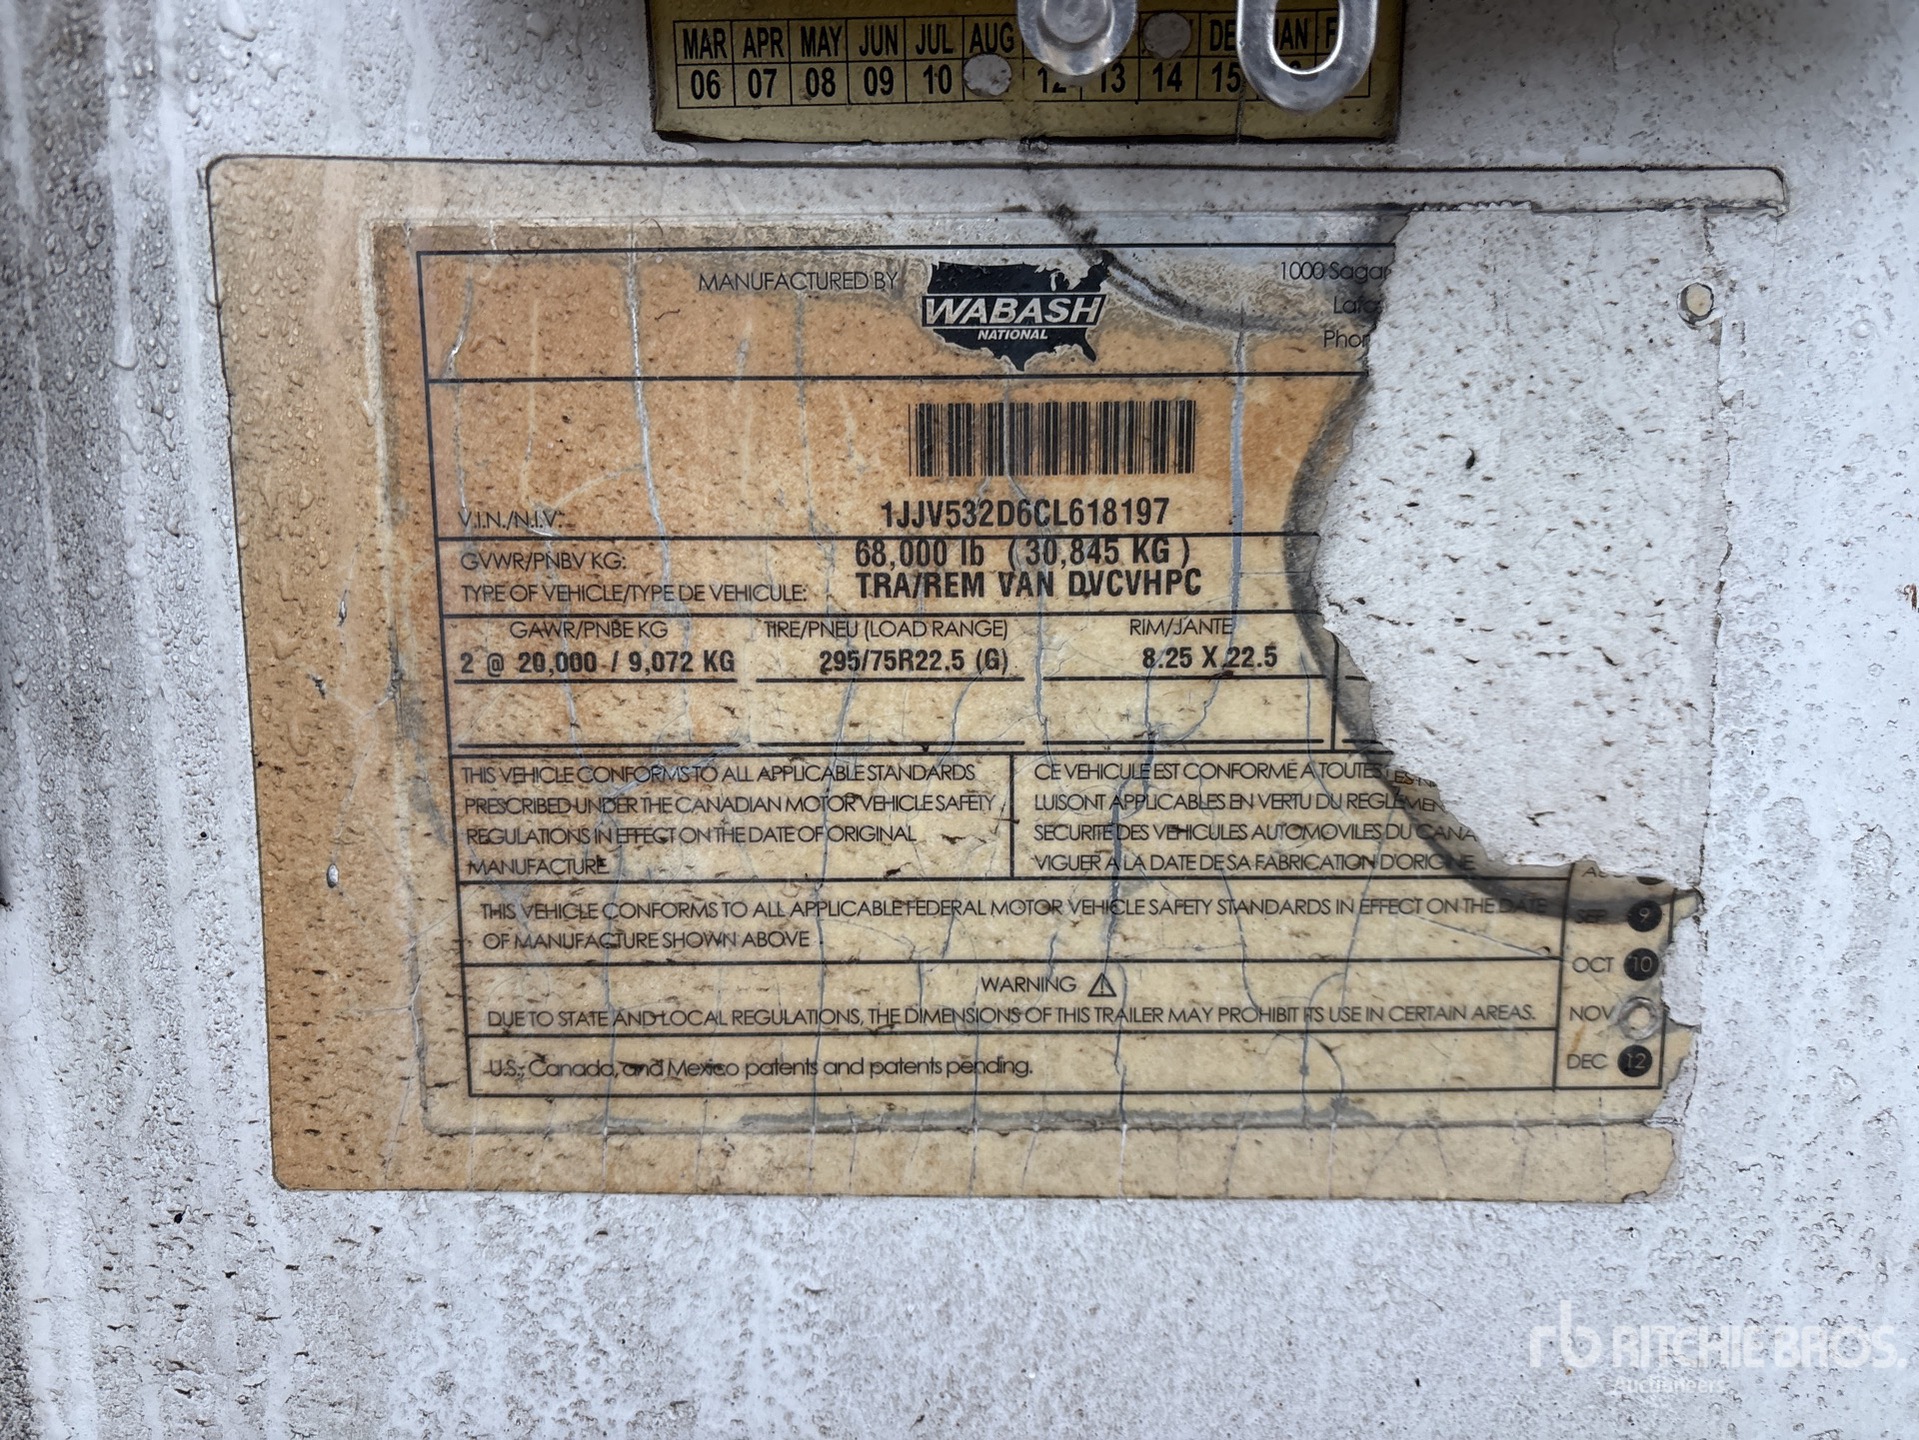 MAR APR MAY JUN JUL AUG
06 07 08 09 10 12 13 14 15
MANUFACTURED BY
WABASH
NATIONAL
1000
V.I.N./N.I.V.: 1JJV532D6CL618197
GVWR/PNBV KG: 68,000 lb (30,845 KG)
TYPE OF VEHICLE/TYPE DE VEHICULE: TRA/REM VAN DVCVHPC
GAWR/PNBE KG TIRE/PNEU (LOAD RANGE) RIM/JANTE
2 @ 20,000 / 9,072 KG 295/75R22.5 (G) 8.25 X 22.5
THIS VEHICLE CONFORMS TO ALL APPLICABLE STANDARDS
PRESCRIBED UNDER THE CANADIAN MOTOR VEHICLE SAFETY
REGULATIONS IN EFFECT ON THE DATE OF ORIGINAL
MANUFACTURE
CE VEHICULE EST CONFORME A TOUTES
LUISONT APPLICABLES EN VERTU DU
SECURITE DES VEHICULES AUTOMOVILES DU
VIGUER A LA DATE DE SA FABRICATION D'ORIGINE
THIS VEHICLE CONFORMS TO ALL APPLICABLE FEDERAL MOTOR VEHICLE SAFETY STANDARDS IN EFFECT ON THE DATE
OF MANUFACTURE SHOWN ABOVE.
SEP 9
OCT 10
NOV
DEC 12
WARNING
DUE TO STATE AND LOCAL REGULATIONS, THE DIMENSIONS OF THIS TRAILER MAY PROHIBIT ITS USE IN CERTAIN AREAS.
U.S., Canada, and Mexico patents and patents pending.
rb RITCHIE BROS.
Auctioneers